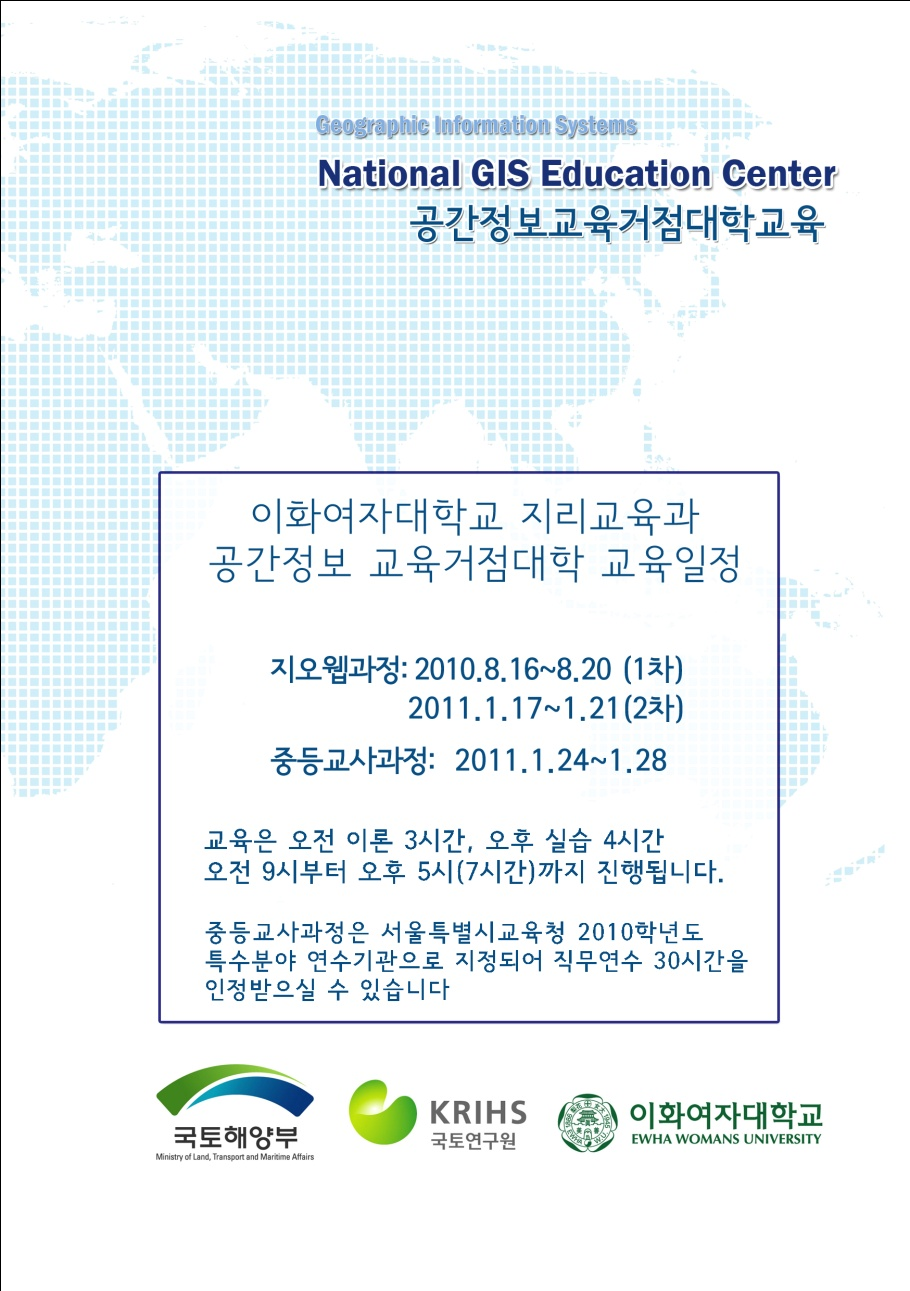 Geographic Information Systems
National GIS Education Center
공간정보교육거점대학교육
이화여자대학교 지리교육과
공간정보 교육거점대학 교육일정
지오웹과정: 2010.8.16~8.20 (1차)
2011.1.17~1.21(2차)
중등교사과정: 2011.1.24~1.28
교육은 오전 이론 3시간, 오후 실습 4시간
오전 9시부터 오후 5시(7시간)까지 진행됩니다.
중등교사과정은 서울특별시교육청 2010학년도
특수분야 연수기관으로 지정되어 직무연수 30시간을
인정받으실 수 있습니다
국토해양부
Ministry of Land, Transport and Maritime Affairs
KRIHS
국토연구원
이화여자대학교
EWHA WOMANS UNIVERSITY